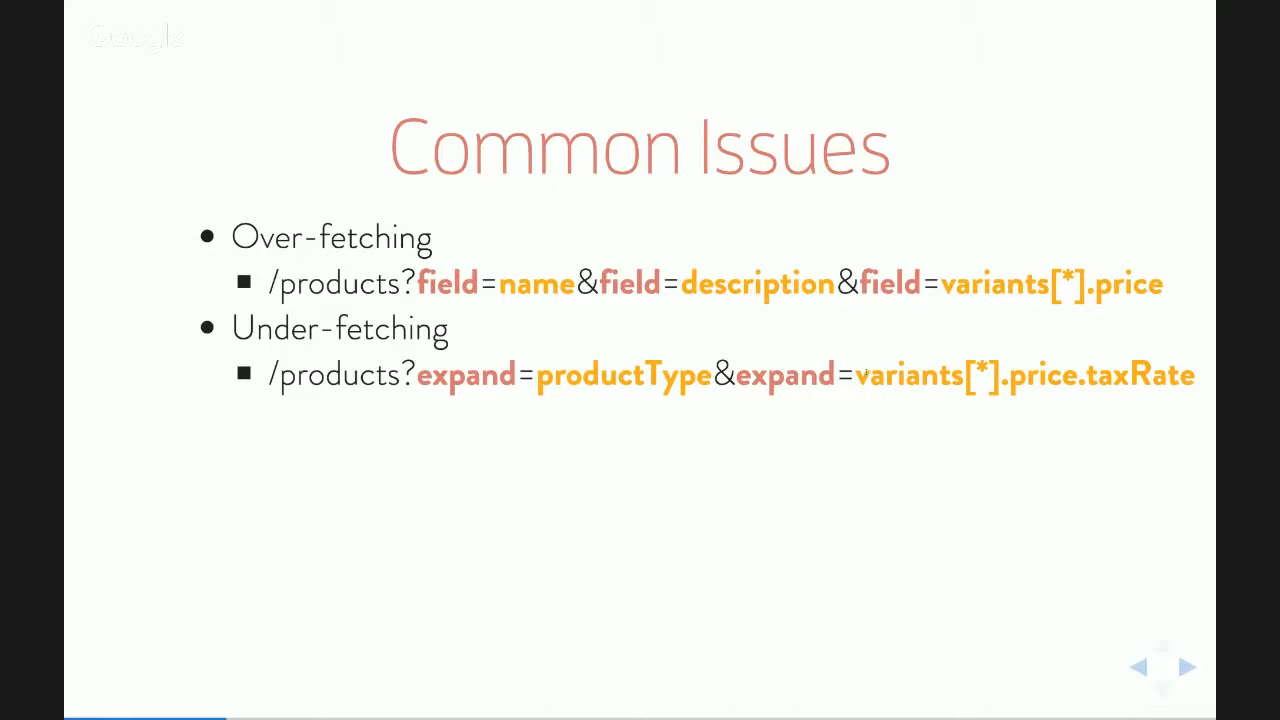 Google
Common Issues
Over-fetching
/products?field=name&field=description&field=variants[*].price
Under-fetching
/products?expand=productType&expand=variants[*].price.taxRate